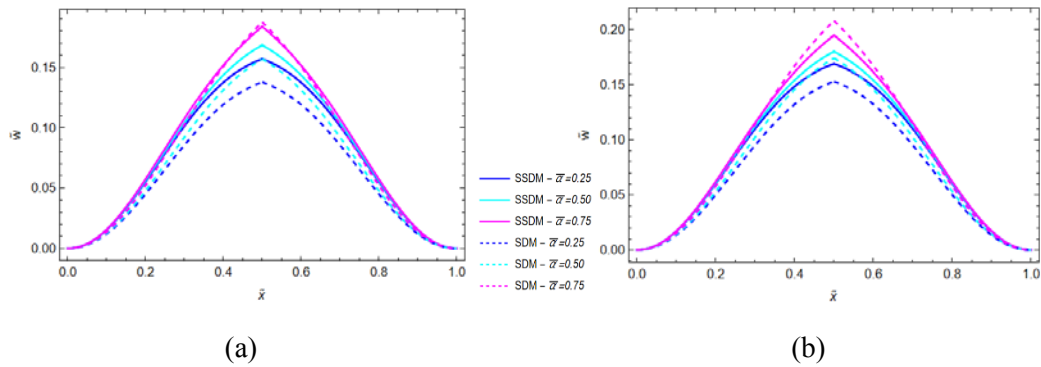 0.15
0.10
0.05
0.00
w̃
0.0 0.2 0.4 0.6 0.8 1.0
x̃
(a)
SSDM – α̅=0.25
SSDM – α̅=0.50
SSDM – α̅=0.75
SDM – α̅=0.25
SDM – α̅=0.50
SDM – α̅=0.75
0.20
0.15
0.10
0.05
0.00
w̃
0.0 0.2 0.4 0.6 0.8 1.0
x̃
(b)